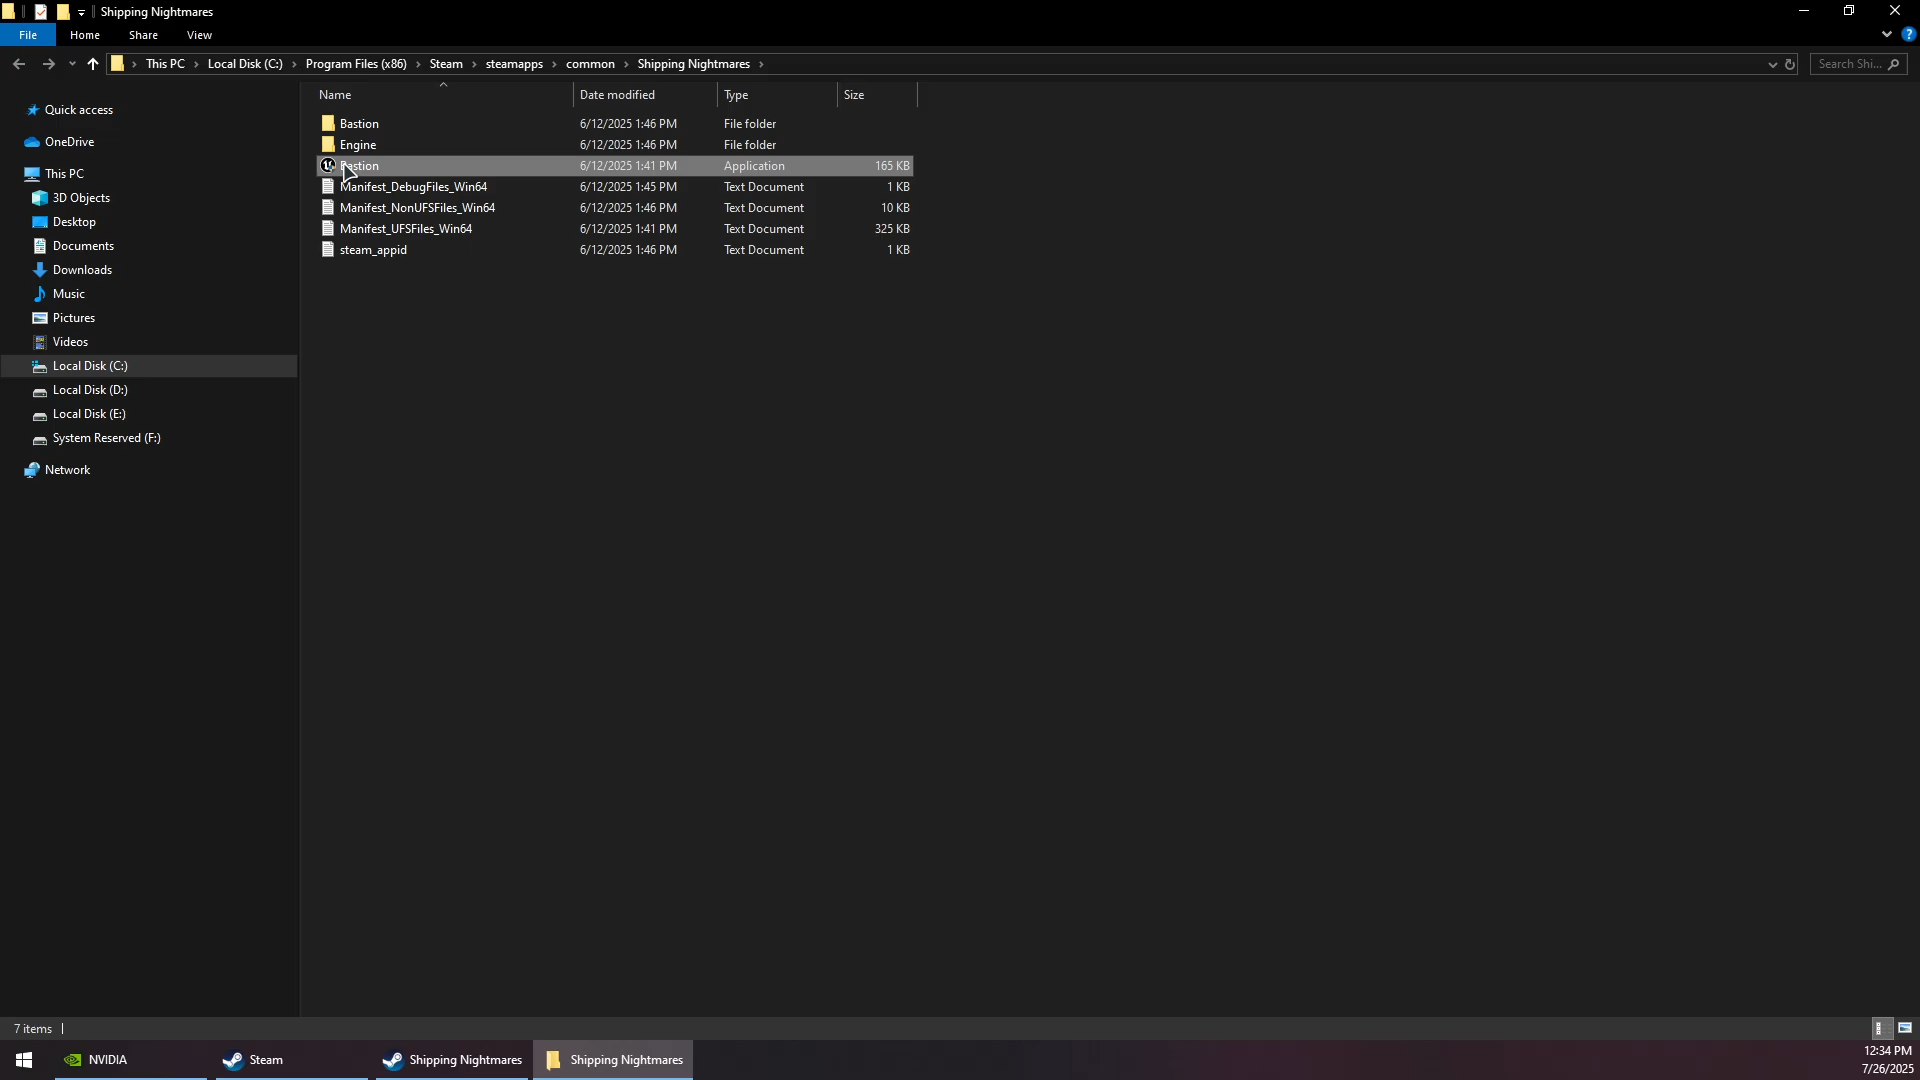 Shipping Nightmares
File Home Share View
This PC Local Disk (C:) Program Files (x86) Steam steamapps common Shipping Nightmares
Search Shi...
Name Date modified Type Size
Bastion 6/12/2025 1:46 PM File folder
Engine 6/12/2025 1:46 PM File folder
Bastion 6/12/2025 1:41 PM Application 165 KB
Manifest_DebugFiles_Win64 6/12/2025 1:45 PM Text Document 1 KB
Manifest_NonUFSFiles_Win64 6/12/2025 1:46 PM Text Document 10 KB
Manifest_UFSFiles_Win64 6/12/2025 1:41 PM Text Document 325 KB
steam_appid 6/12/2025 1:46 PM Text Document 1 KB
Quick access
OneDrive
This PC
3D Objects
Desktop
Documents
Downloads
Music
Pictures
Videos
Local Disk (C:)
Local Disk (D:)
Local Disk (E:)
System Reserved (F:)
Network
7 items
NVIDIA Steam Shipping Nightmares Shipping Nightmares
12:34 PM
7/26/2025